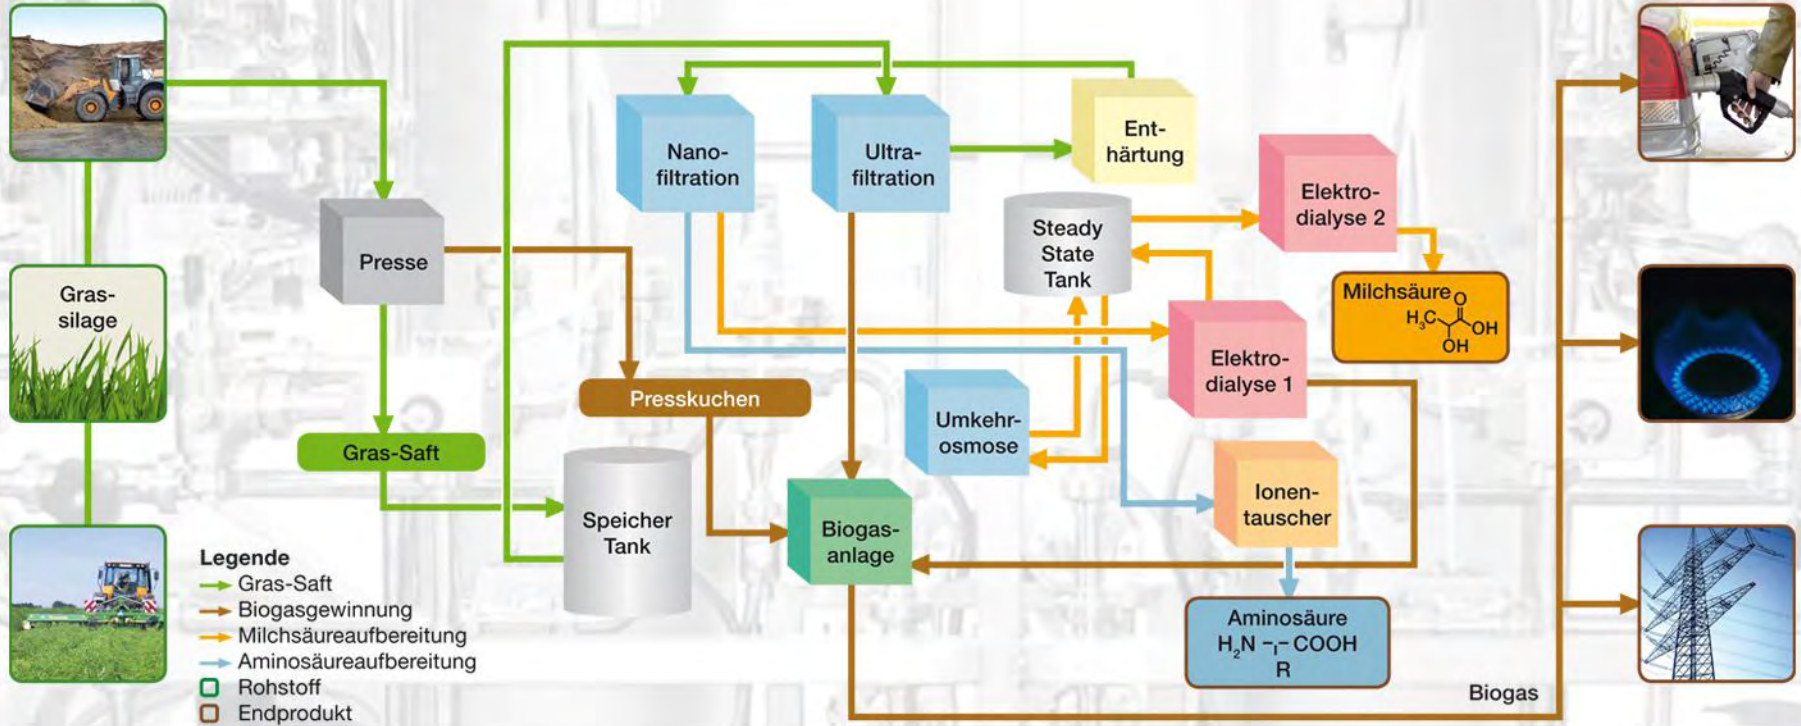 Gras-
silage
Presse
Gras-Saft
Presskuchen
Speicher
Tank
Nano-
filtration
Ultra-
filtration
Ent-
härtung
Steady
State
Tank
Elektro-
dialyse 2
Milchsäure
O
H₃C
OH
OH
Elektro-
dialyse 1
Umkehr-
osmose
Ionen-
tauscher
Biogas-
anlage
Aminosäure
H₂N -ı- COOH
R
Biogas
Legende
Gras-Saft
Biogasgewinnung
Milchsäureaufbereitung
Aminosäureaufbereitung
Rohstoff
Endprodukt